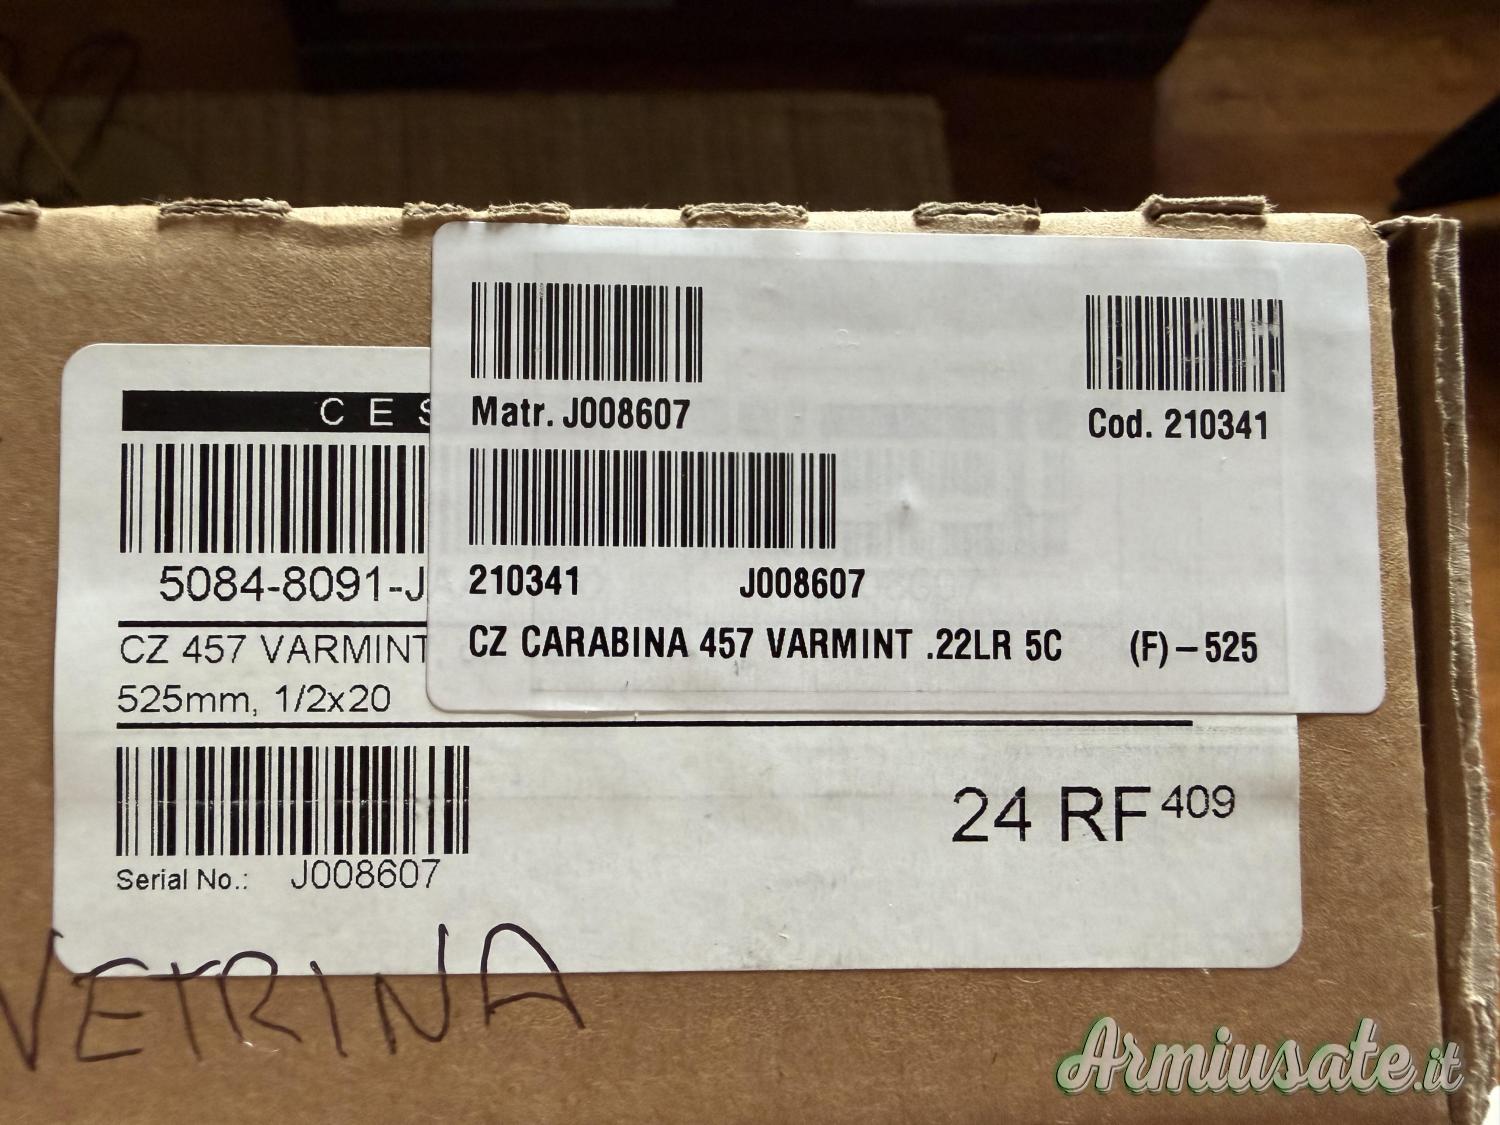 Matr. J008607
Cod. 210341
210341 J008607
CZ CARABINA 457 VARMINT .22LR 5C (F)-525
CES
5084-8091-J
CZ 457 VARMINT
525mm, 1/2x20
24 RF 409
Serial No.: J008607
VETRINA
Armiusate.it